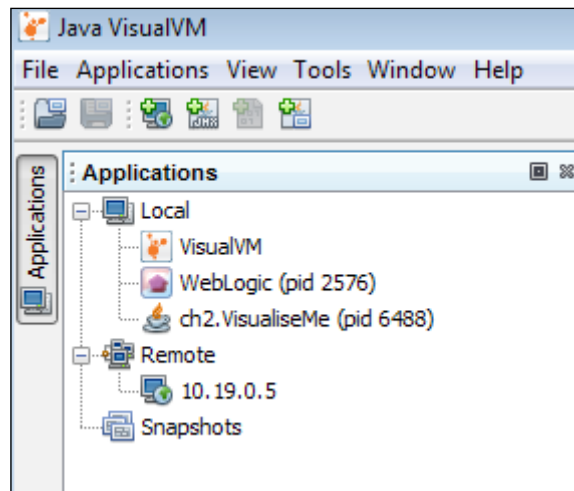 Java VisualVM
File Applications View Tools Window Help
JMX
Applications
Applications
Local
VisualVM
WebLogic (pid 2576)
ch2.VisualiseMe (pid 6488)
Remote
10.19.0.5
Snapshots